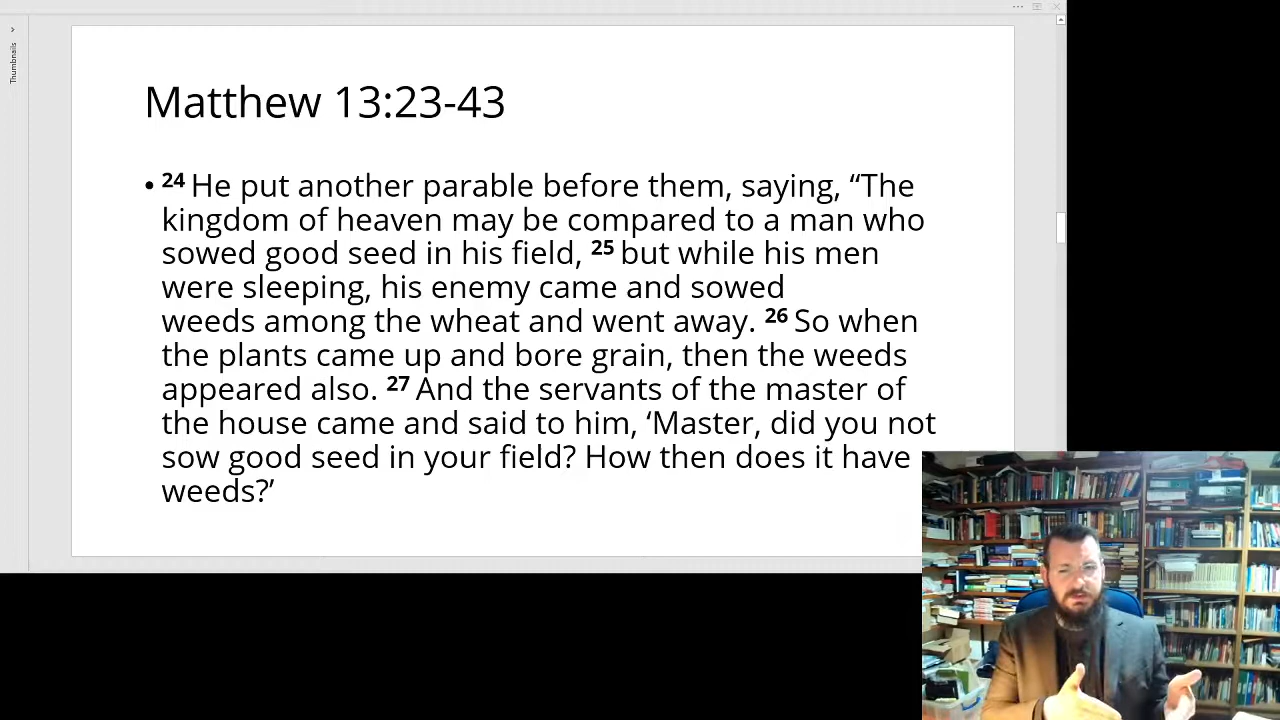 Thumbnails
Matthew 13:23-43
• 24 He put another parable before them, saying, “The
kingdom of heaven may be compared to a man who
sowed good seed in his field, 25 but while his men
were sleeping, his enemy came and sowed
weeds among the wheat and went away. 26 So when
the plants came up and bore grain, then the weeds
appeared also. 27 And the servants of the master of
the house came and said to him, ‘Master, did you not
sow good seed in your field? How then does it have
weeds?’